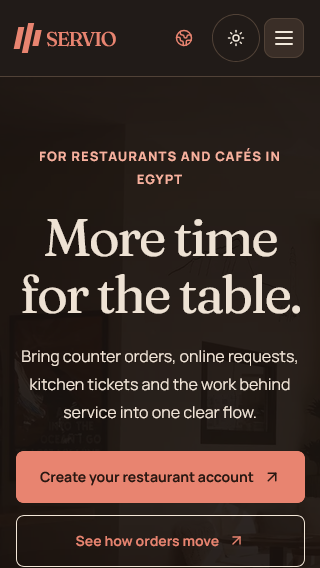 SERVIO
FOR RESTAURANTS AND CAFÉS IN
EGYPT
More time
for the table.
Bring counter orders, online requests,
kitchen tickets and the work behind
service into one clear flow.
Create your restaurant account
See how orders move